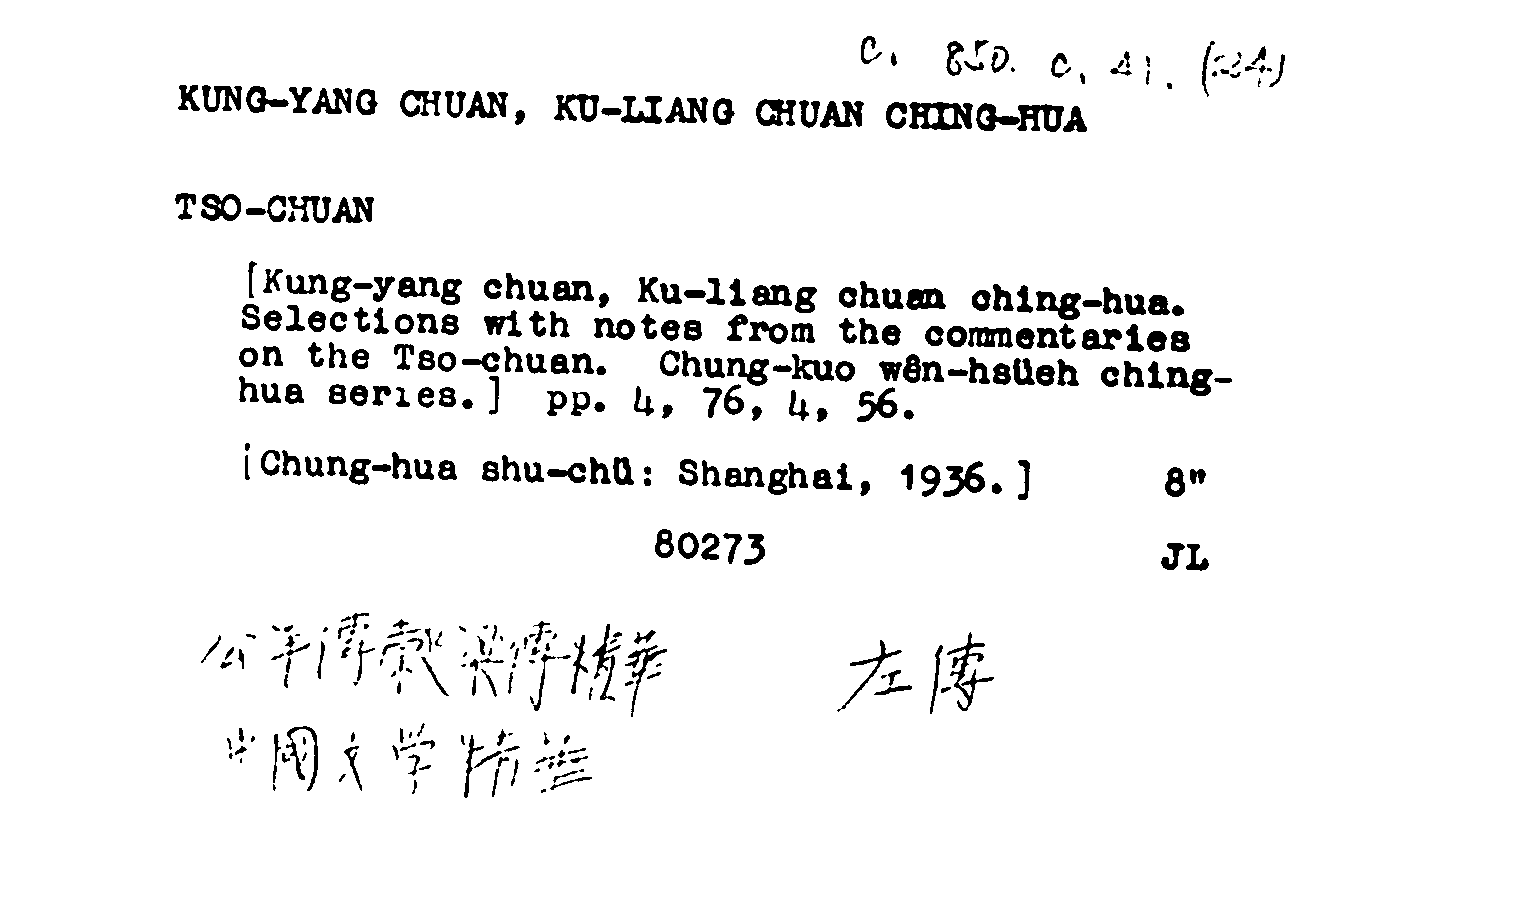 c. 850. c. 41.
KUNG-YANG CHUAN, KU-LIANG CHUAN CHING-HUA
TSO-CHUAN
[Kung-yang chuan, Ku-liang chuan ching-hua.
Selections with notes from the commentaries
on the Tso-chuan. Chung-kuo wên-hsüeh ching-
hua series.] pp. 4, 76, 4, 56.
[Chung-hua shu-chü: Shanghai, 1936.] 8"
80273 JL
公羊傳穀梁傳精華 左傳
中國文学精華